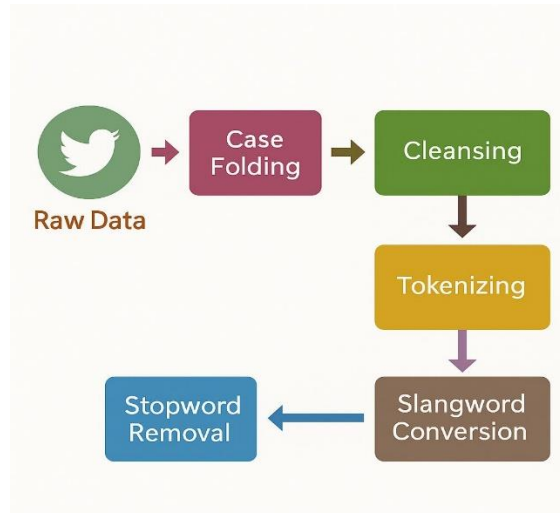 Raw Data
Case
Folding
Cleansing
Tokenizing
Slangword
Conversion
Stopword
Removal